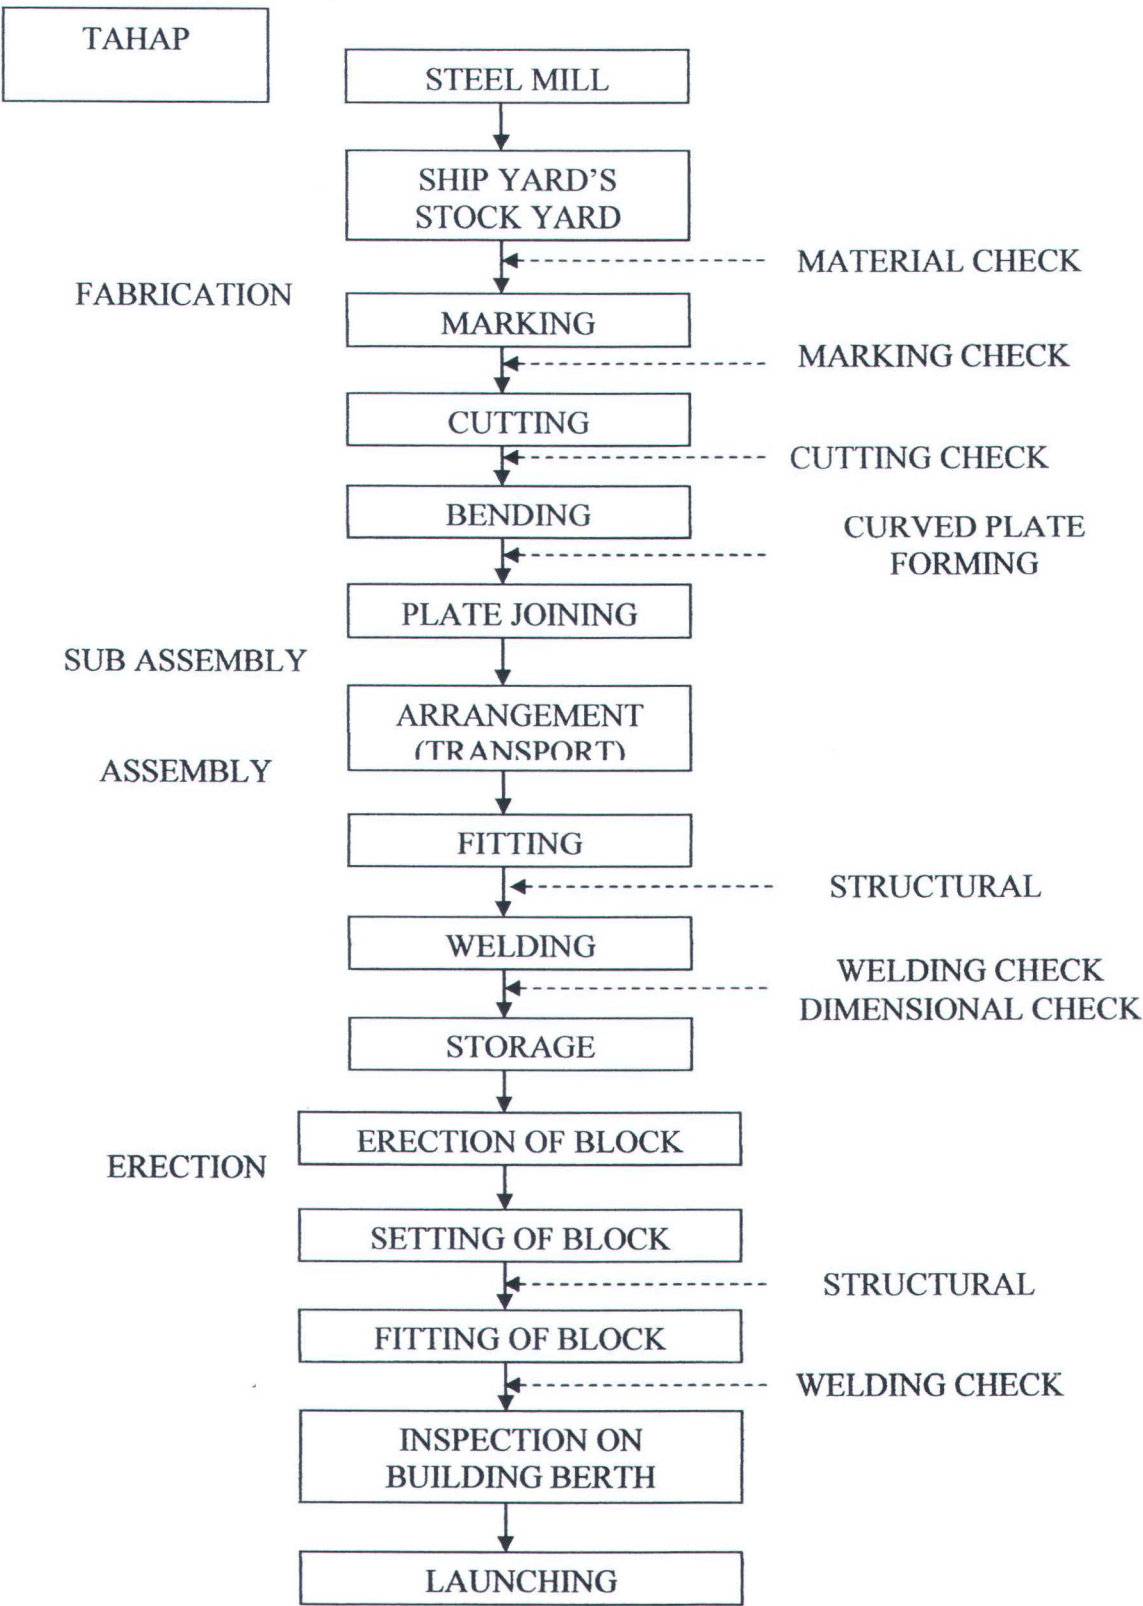 TAHAP
STEEL MILL
SHIP YARD'S
STOCK YARD
MATERIAL CHECK
FABRICATION
MARKING
MARKING CHECK
CUTTING
CUTTING CHECK
BENDING
CURVED PLATE
FORMING
PLATE JOINING
SUB ASSEMBLY
ARRANGEMENT
(TRANSPORT)
ASSEMBLY
FITTING
STRUCTURAL
WELDING
WELDING CHECK
DIMENSIONAL CHECK
STORAGE
ERECTION OF BLOCK
ERECTION
SETTING OF BLOCK
STRUCTURAL
FITTING OF BLOCK
WELDING CHECK
INSPECTION ON
BUILDING BERTH
LAUNCHING